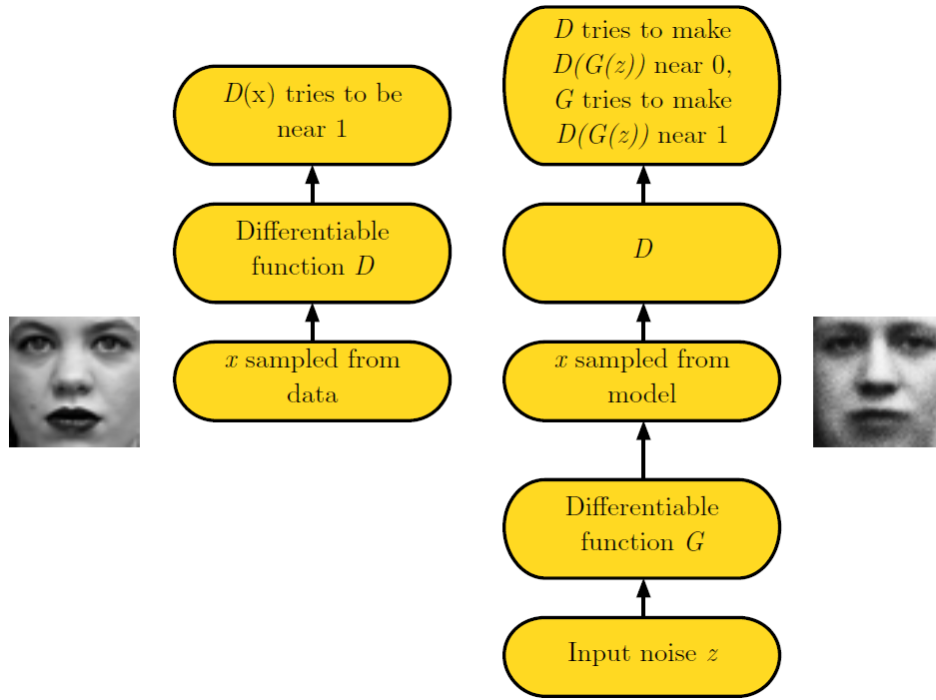 D(x) tries to be
near 1
Differentiable
function D
x sampled from
data
D tries to make
D(G(z)) near 0,
G tries to make
D(G(z)) near 1
D
x sampled from
model
Differentiable
function G
Input noise z